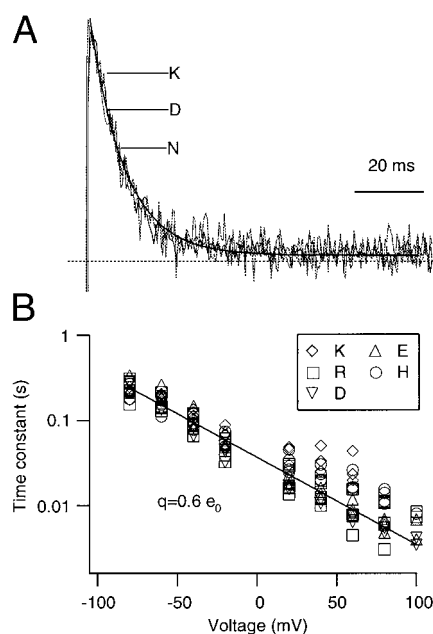 A
K
D
N
20 ms
B
Time constant (s)
1
0.1
0.01
K E
R H
D
q=0.6 e₀
-100 -50 0 50 100
Voltage (mV)